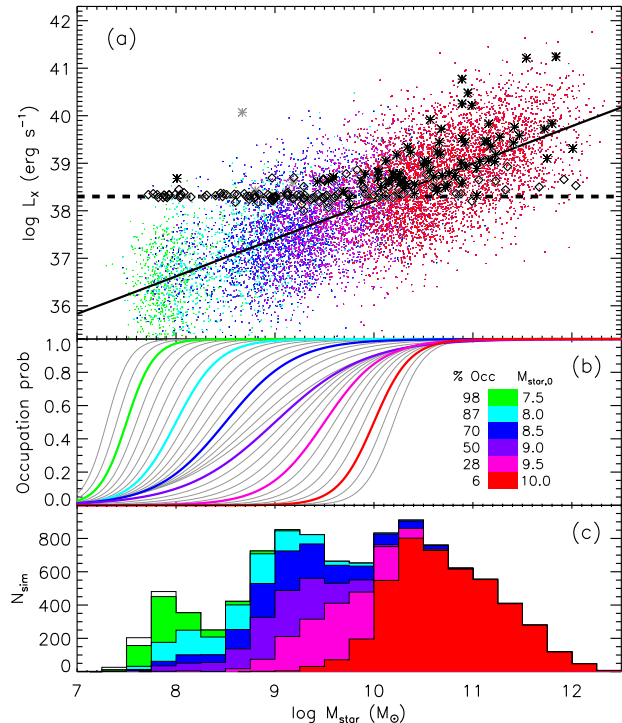 (a)
42
41
40
39
38
37
36
log L_X (erg s⁻¹)
(b)
1.0
0.8
0.6
0.4
0.2
0.0
Occupation prob
% Occ M_star,0
98 7.5
87 8.0
70 8.5
50 9.0
28 9.5
6 10.0
(c)
800
600
400
200
0
N_sim
7 8 9 10 11 12
log M_star (M_⊙)